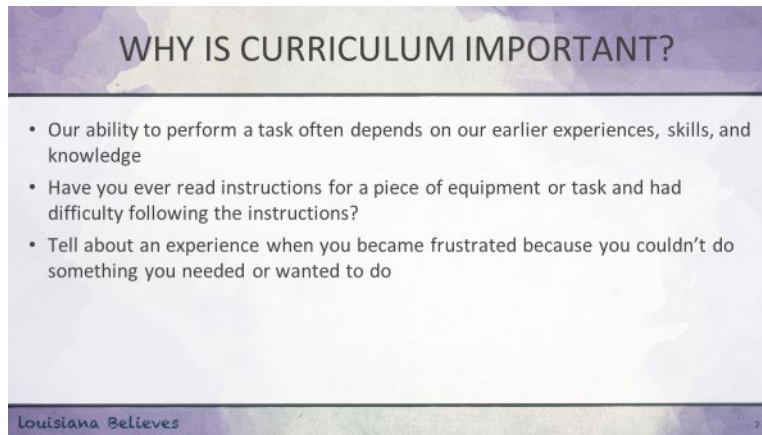 WHY IS CURRICULUM IMPORTANT?
• Our ability to perform a task often depends on our earlier experiences, skills, and
knowledge
• Have you ever read instructions for a piece of equipment or task and had
difficulty following the instructions?
• Tell about an experience when you became frustrated because you couldn’t do
something you needed or wanted to do
Louisiana Believes
7